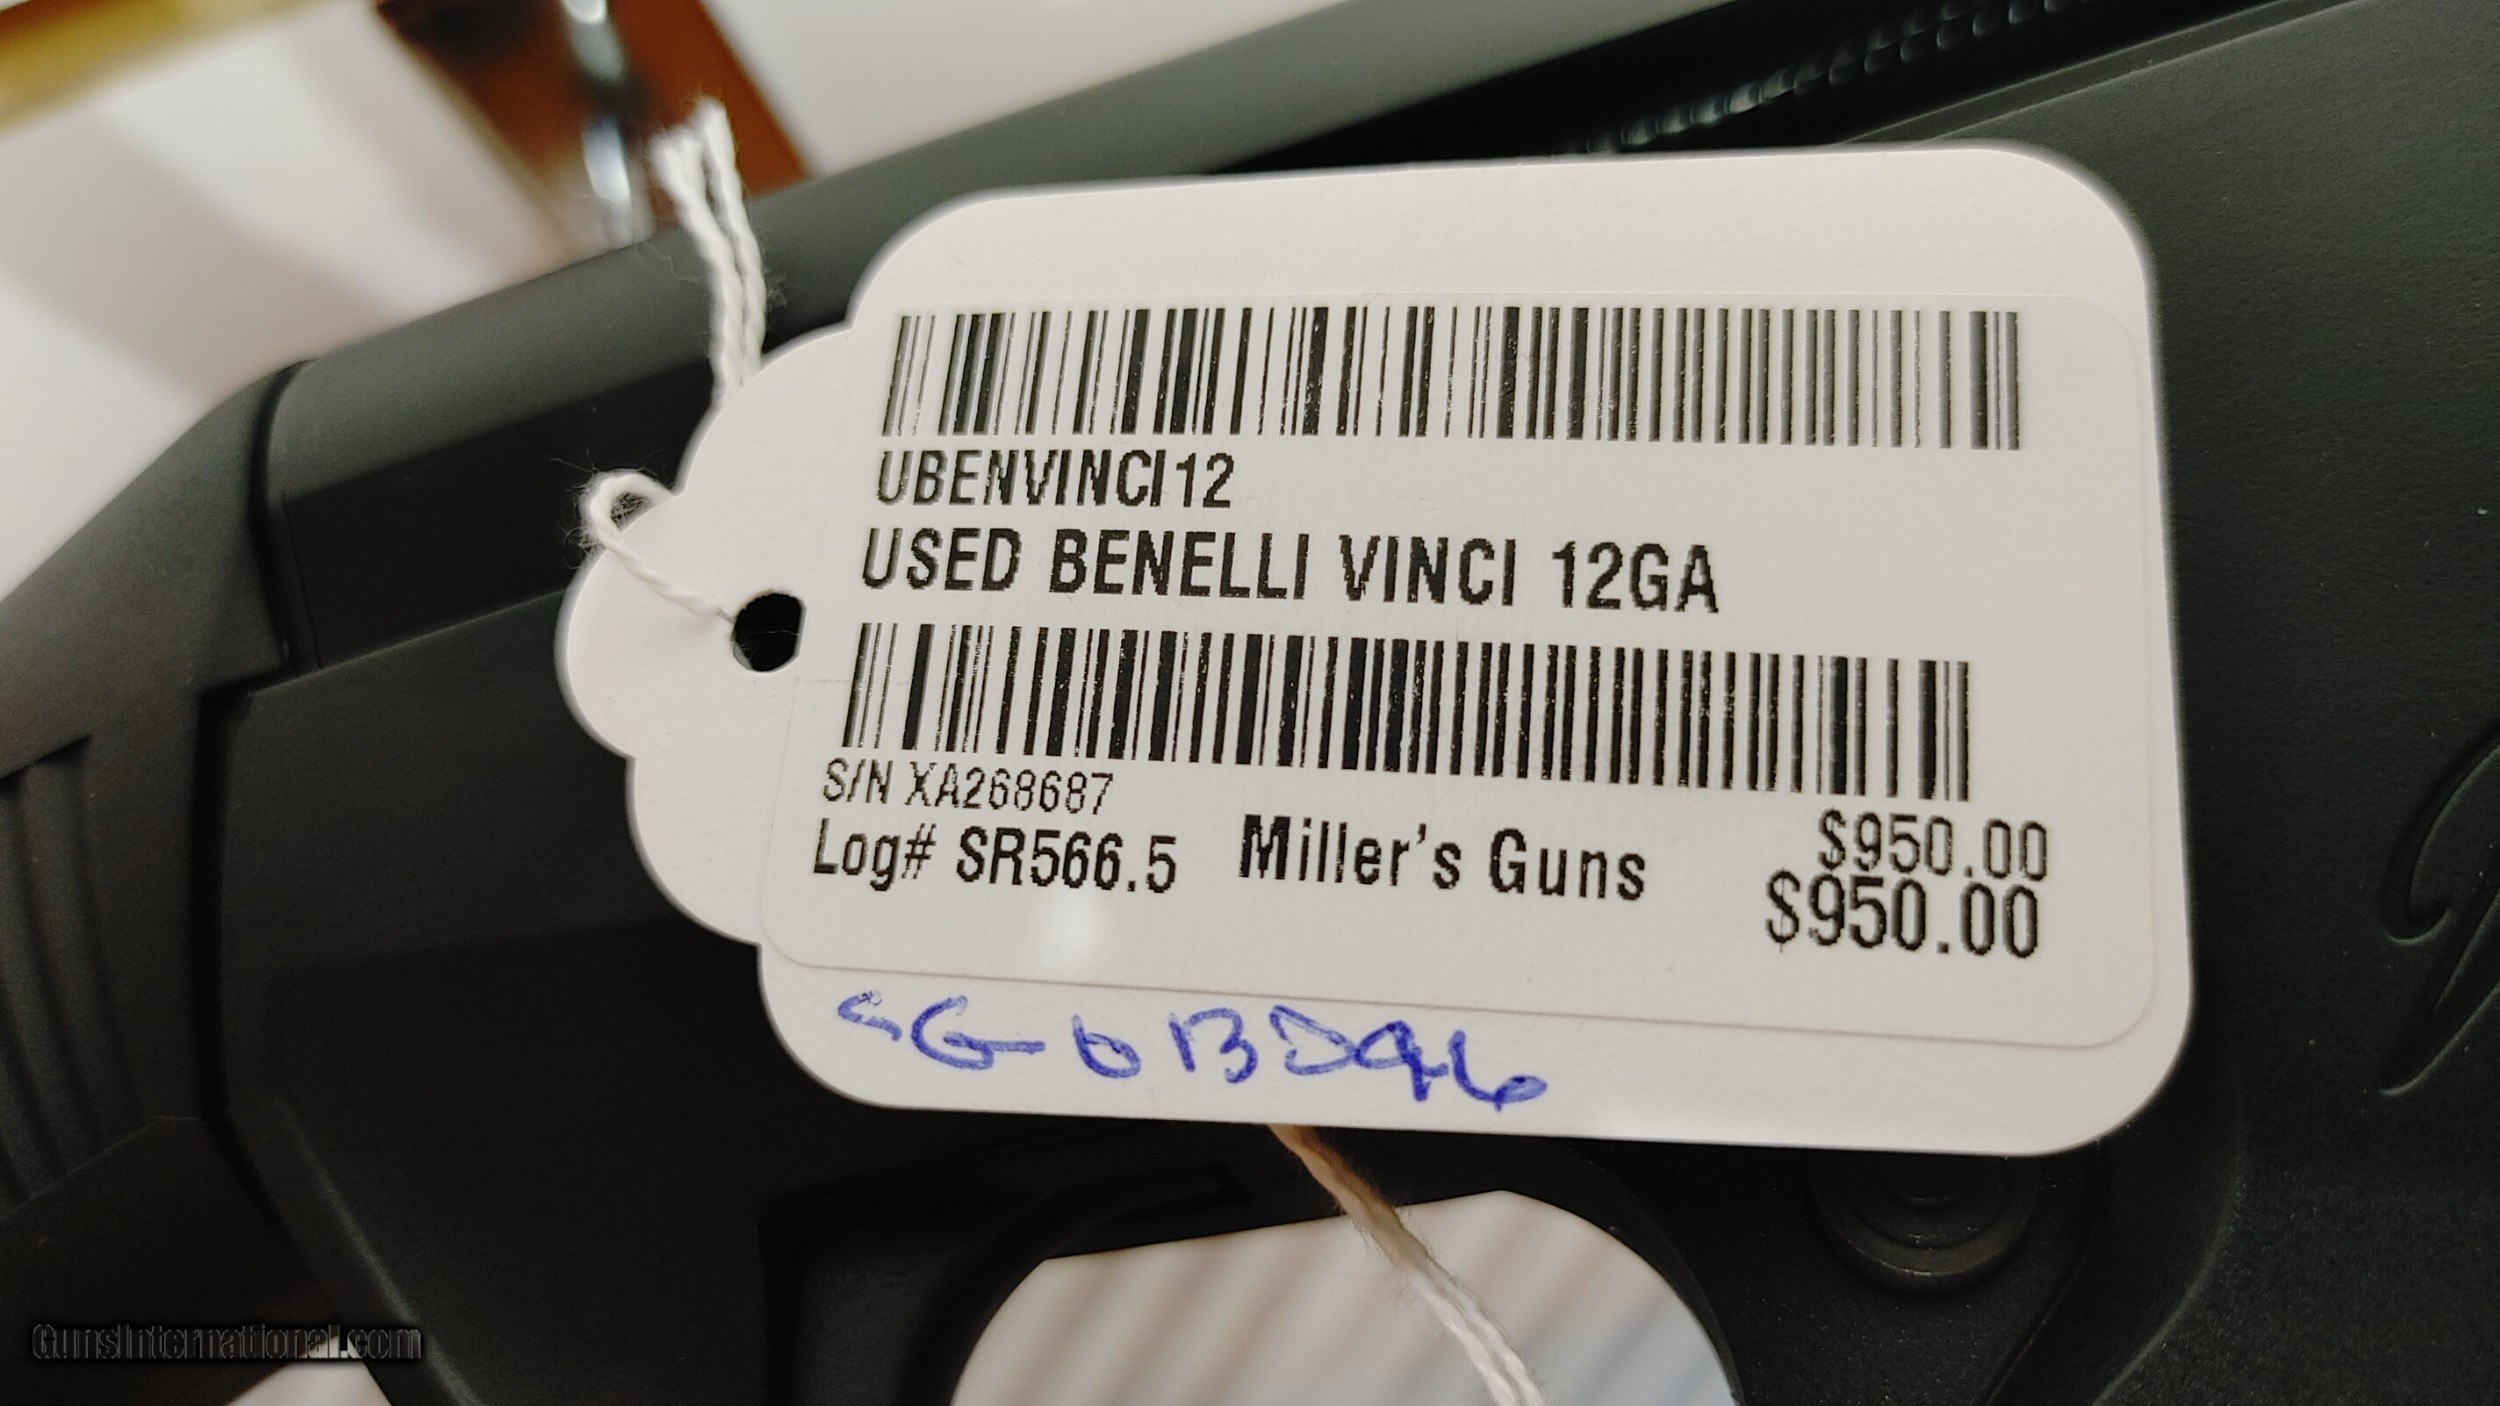 UBENVINCI12
USED BENELLI VINCI 12GA
S/N XA268687
Log# SR566.5 Miller's Guns $950.00
$950.00
GunsInternational.com